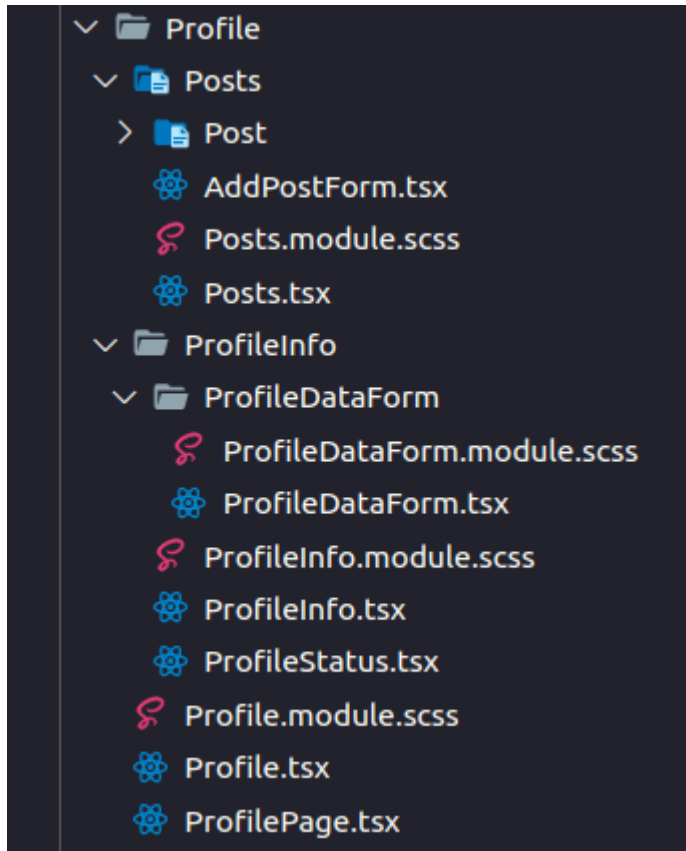 Profile
Posts
Post
AddPostForm.tsx
Posts.module.scss
Posts.tsx
ProfileInfo
ProfileDataForm
ProfileDataForm.module.scss
ProfileDataForm.tsx
ProfileInfo.module.scss
ProfileInfo.tsx
ProfileStatus.tsx
Profile.module.scss
Profile.tsx
ProfilePage.tsx